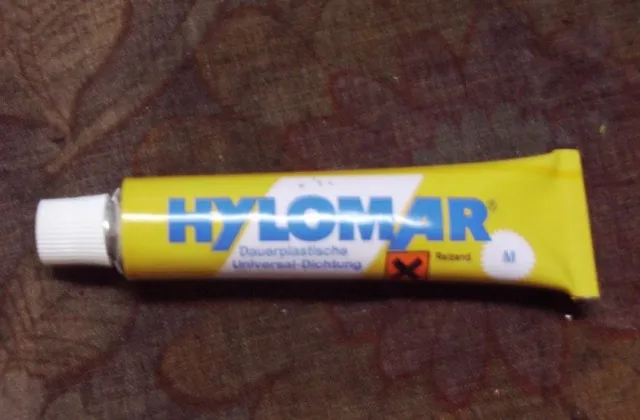 HYLOMAR®
Dauerplastische
Universal-Dichtung
Reizend
M